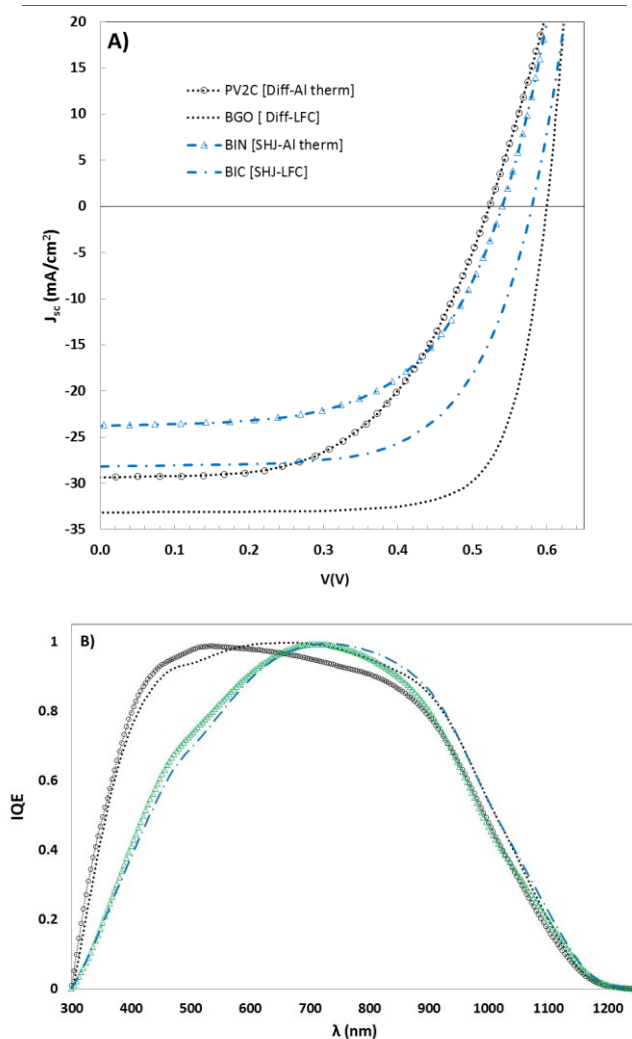 A)
20
15
10
5
0
-5
-10
-15
-20
-25
-30
-35
J_sc (mA/cm²)
PV2C [Diff-Al therm]
BGO [ Diff-LFC]
BIN [SHJ-Al therm]
BIC [SHJ-LFC]
0.0 0.1 0.2 0.3 0.4 0.5 0.6
V(V)
B)
1
0.8
0.6
0.4
0.2
0
IQE
300 400 500 600 700 800 900 1000 1100 1200
λ (nm)